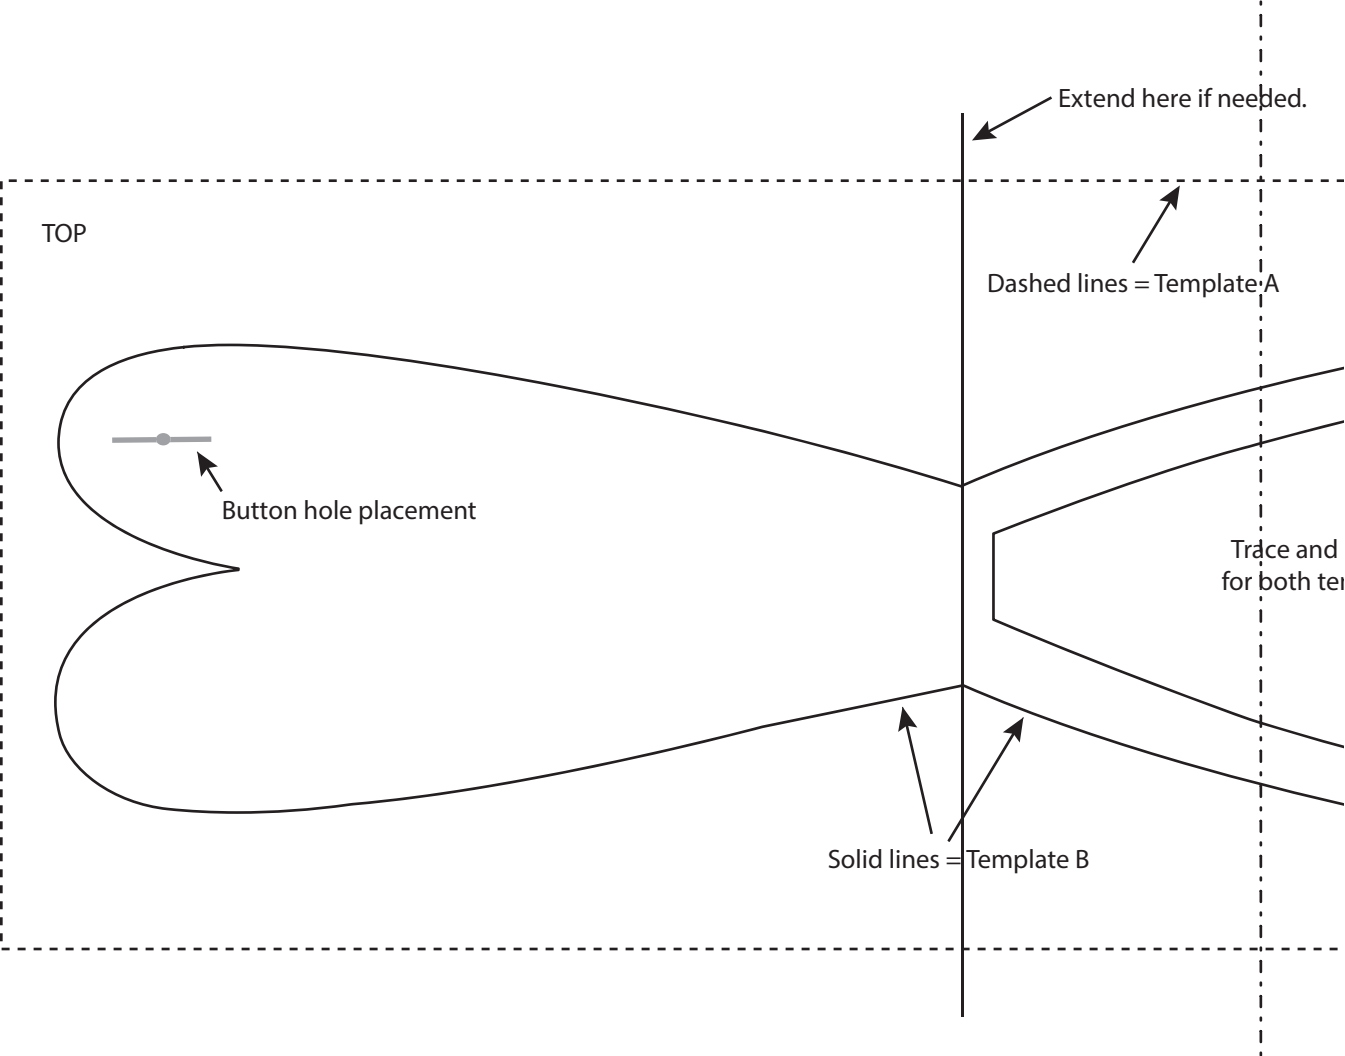 Extend here if needed.
TOP
Dashed lines = Template A
Button hole placement
Trace and
for both
Solid lines = Template B